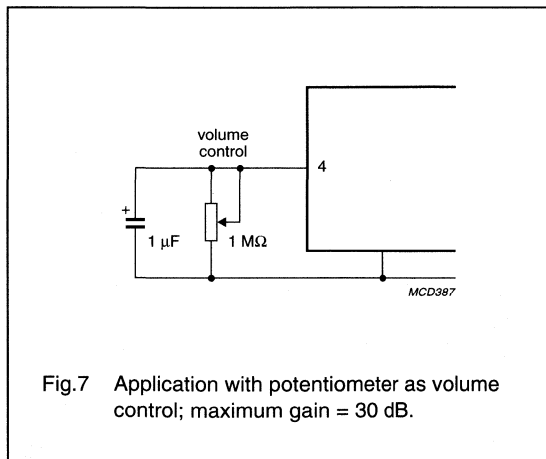 volume
control
4
+
1 µF
1 MΩ
MCD387
Fig.7 Application with potentiometer as volume
control; maximum gain = 30 dB.